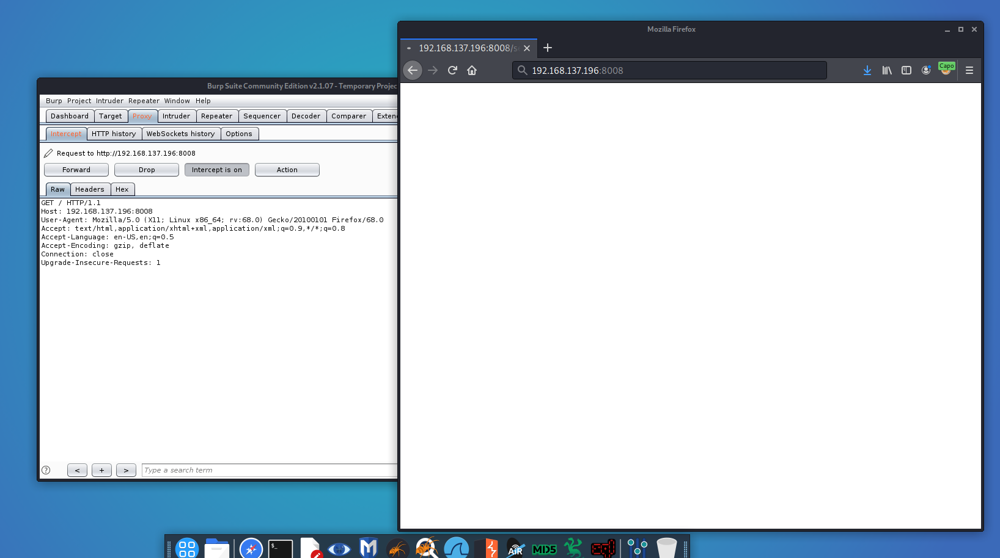 Mozilla Firefox
192.168.137.196:8008/s
192.168.137.196:8008
Capo
Burp Suite Community Edition v2.1.07 - Temporary Projec
Burp Project Intruder Repeater Window Help
Dashboard Target Proxy Intruder Repeater Sequencer Decoder Comparer Exten
Intercept HTTP history WebSockets history Options
Request to http://192.168.137.196:8008
Forward Drop Intercept is on Action
Raw Headers Hex
GET / HTTP/1.1
Host: 192.168.137.196:8008
User-Agent: Mozilla/5.0 (X11; Linux x86_64; rv:68.0) Gecko/20100101 Firefox/68.0
Accept: text/html,application/xhtml+xml,application/xml;q=0.9,*/*;q=0.8
Accept-Language: en-US,en;q=0.5
Accept-Encoding: gzip, deflate
Connection: close
Upgrade-Insecure-Requests: 1
? < + > Type a search term
$_ AiR MD5 sql